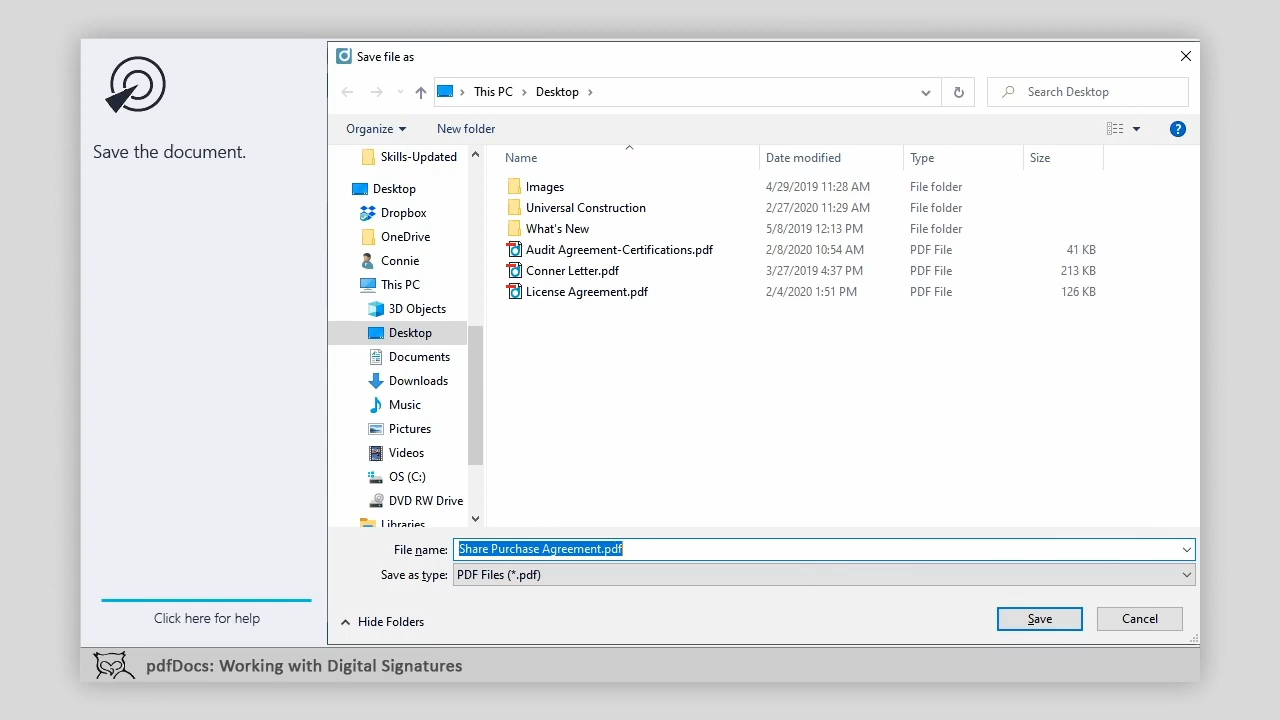 Save the document.
Click here for help
Save file as
This PC
Desktop
Search Desktop
Organize
New folder
Skills-Updated
Desktop
Dropbox
OneDrive
Connie
This PC
3D Objects
Desktop
Documents
Downloads
Music
Pictures
Videos
OS (C:)
DVD RW Drive
Libraries
Name Date modified Type Size
Images 4/29/2019 11:28 AM File folder
Universal Construction 2/27/2020 11:29 AM File folder
What's New 5/8/2019 12:13 PM File folder
Audit Agreement-Certifications.pdf 2/8/2020 10:54 AM PDF File 41 KB
Conner Letter.pdf 3/27/2019 4:37 PM PDF File 213 KB
License Agreement.pdf 2/4/2020 1:51 PM PDF File 126 KB
File name: Share Purchase Agreement.pdf
Save as type: PDF Files (*.pdf)
Hide Folders
Save
Cancel
pdfDocs: Working with Digital Signatures